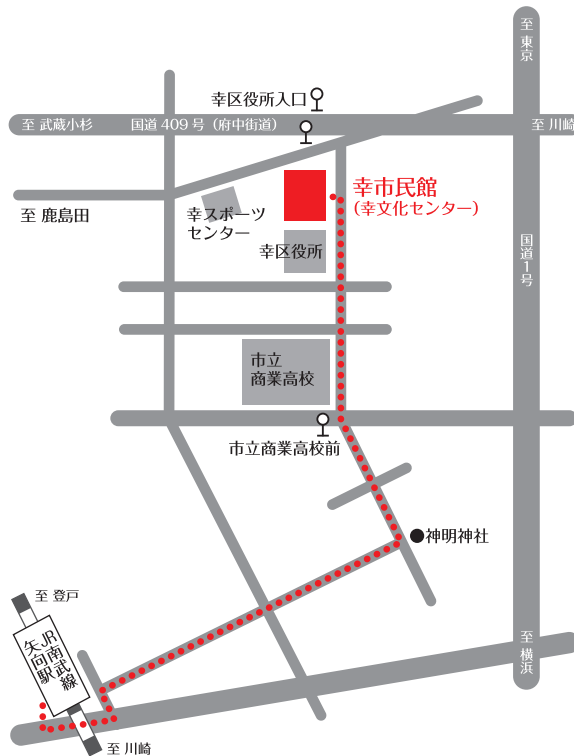 至 東京
幸区役所入口
至 武蔵小杉
国道 409 号（府中街道）
至 川崎
幸市民館
（幸文化センター）
至 鹿島田
幸スポーツ
センター
幸区役所
国道1号
市立
商業高校
市立商業高校前
神明神社
至 登戸
JR南武線
矢向駅
至 横浜
至 川崎